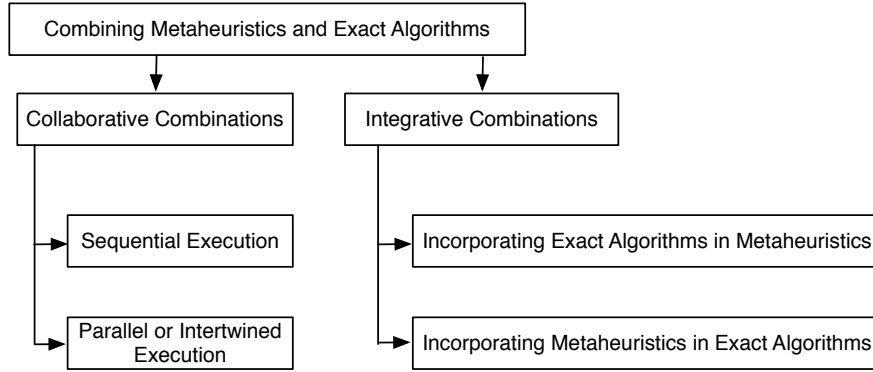 Combining Metaheuristics and Exact Algorithms
Collaborative Combinations
Integrative Combinations
Sequential Execution
Incorporating Exact Algorithms in Metaheuristics
Parallel or Intertwined
Execution
Incorporating Metaheuristics in Exact Algorithms